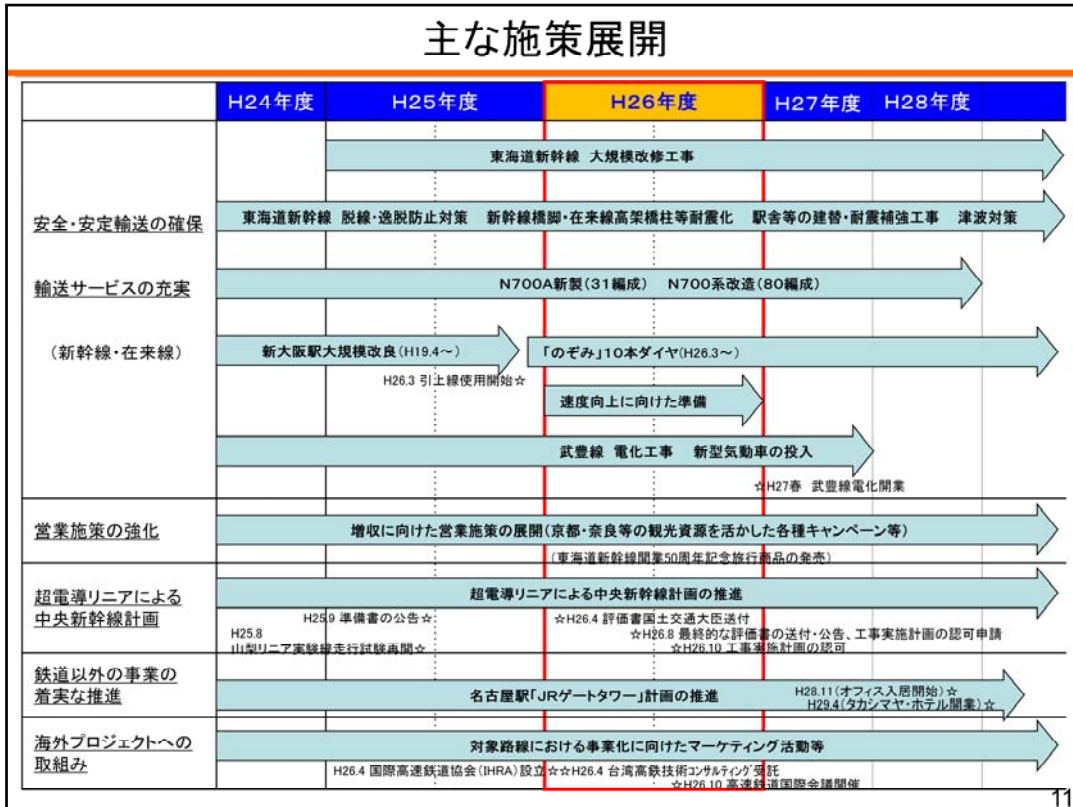 主な施策展開
H24年度 H25年度 H26年度 H27年度 H28年度
東海道新幹線 大規模改修工事
安全・安定輸送の確保
東海道新幹線 脱線・逸脱防止対策 新幹線橋脚・在来線高架橋柱等耐震化 駅舎等の建替・耐震補強工事 津波対策
輸送サービスの充実
N700A新製(31編成) N700系改造(80編成)
(新幹線・在来線)
新大阪駅大規模改良(H19.4～)
「のぞみ」10本ダイヤ(H26.3～)
H26.3 引上線使用開始☆
速度向上に向けた準備
武豊線 電化工事 新型気動車の投入
☆H27春 武豊線電化開業
営業施策の強化
増収に向けた営業施策の展開(京都・奈良等の観光資源を活かした各種キャンペーン等)
(東海道新幹線開業50周年記念旅行商品の発売)
超電導リニアによる
中央新幹線計画
超電導リニアによる中央新幹線計画の推進
H25.9 準備書の公告☆
☆H26.4 評価書国土交通大臣送付
H25.8
山梨リニア実験線走行試験再開☆
☆H26.8 最終的な評価書の送付・公告、工事実施計画の認可申請
☆H26.10 工事実施計画の認可
鉄道以外の事業の
着実な推進
名古屋駅「JRゲートタワー」計画の推進
H28.11(オフィス入居開始)☆
H29.4(タカシマヤ・ホテル開業)☆
海外プロジェクトへの
取組み
対象路線における事業化に向けたマーケティング活動等
H26.4 国際高速鉄道協会(IHRA)設立☆☆H26.4 台湾高鉄技術コンサルティング受託
☆H26.10 高速鉄道国際会議開催
11